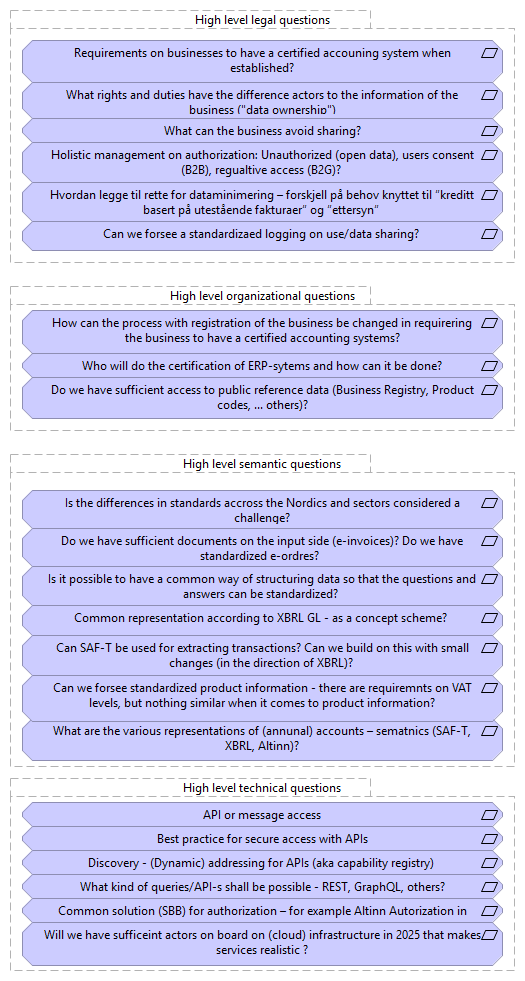 High level legal questions
Requirements on businesses to have a certified accouning system when
established?
What rights and duties have the difference actors to the information of the
business ("data ownership")
What can the business avoid sharing?
Holistic management on authorization: Unauthorized (open data), users consent
(B2B), regualtive access (B2G)?
Hvordan legge til rette for dataminimering – forskjell på behov knyttet til “kreditt
basert på utestående fakturaer” og “ettersyn”
Can we forsee a standardizaed logging on use/data sharing?
High level organizational questions
How can the process with registration of the business be changed in requirering
the business to have a certified accounting systems?
Who will do the certification of ERP-sytems and how can it be done?
Do we have sufficient access to public reference data (Business Registry, Product
codes, ... others)?
High level semantic questions
Is the differences in standards accross the Nordics and sectors considered a
challenge?
Do we have sufficient documents on the input side (e-invoices)? Do we have
standardized e-ordres?
Is it possible to have a common way of structuring data so that the questions and
answers can be standardized?
Common representation according to XBRL GL - as a concept scheme?
Can SAF-T be used for extracting transactions? Can we build on this with small
changes (in the direction of XBRL)?
Can we forsee standardized product information - there are requiremnts on VAT
levels, but nothing similar when it comes to product information?
What are the various representations of (annunal) accounts – sematnics (SAF-T,
XBRL, Altinn)?
High level technical questions
API or message access
Best practice for secure access with APIs
Discovery - (Dynamic) addressing for APIs (aka capability registry)
What kind of queries/API-s shall be possible - REST, GraphQL, others?
Common solution (SBB) for authorization – for example Altinn Autorization in
Will we have sufficeint actors on board on (cloud) infrastructure in 2025 that makes
services realistic ?